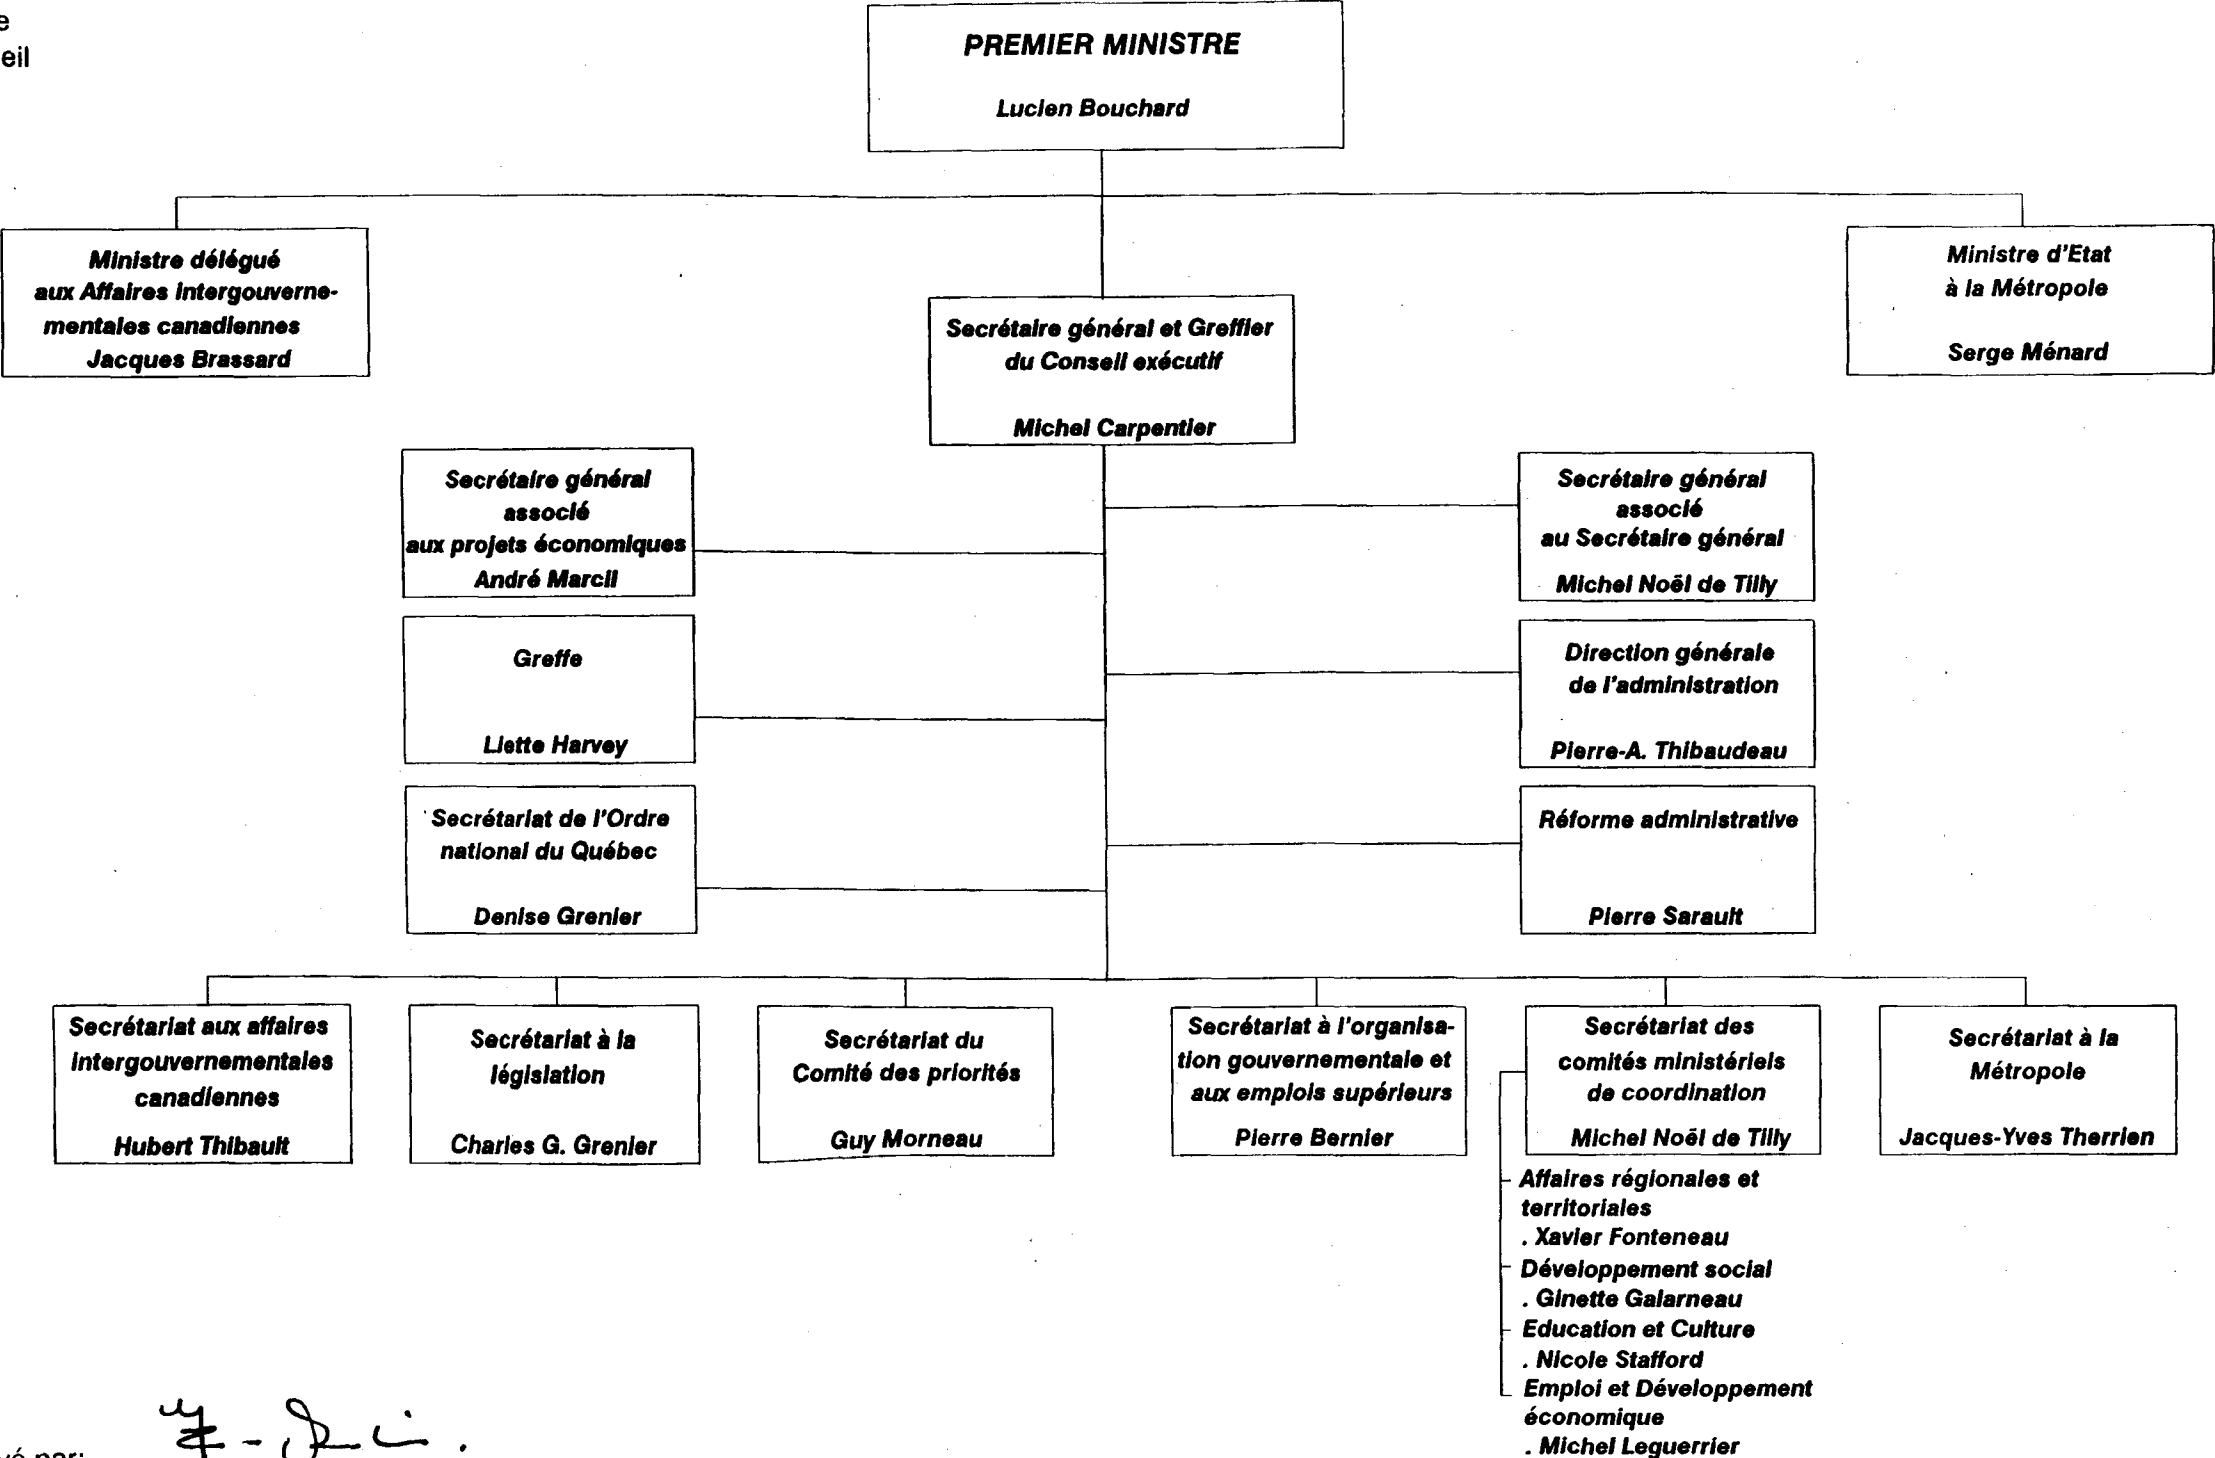 e
eil
PREMIER MINISTRE
Lucien Bouchard
Ministre délégué
aux Affaires intergouverne-
mentales canadiennes
Jacques Brassard
Secrétaire général et Greffier
du Conseil exécutif
Michel Carpentier
Ministre d'Etat
à la Métropole
Serge Ménard
Secrétaire général
associé
aux projets économiques
André Marcil
Secrétaire général
associé
au Secrétaire général
Michel Noël de Tilly
Greffe
Liette Harvey
Direction générale
de l'administration
Pierre-A. Thibaudeau
Secrétariat de l'Ordre
national du Québec
Denise Grenier
Réforme administrative
Pierre Sarault
Secrétariat aux affaires
intergouvernementales
canadiennes
Hubert Thibault
Secrétariat à la
législation
Charles G. Grenier
Secrétariat du
Comité des priorités
Guy Morneau
Secrétariat à l'organisa-
tion gouvernementale et
aux emplois supérieurs
Pierre Bernier
Secrétariat des
comités ministériels
de coordination
Michel Noël de Tilly
Secrétariat à la
Métropole
Jacques-Yves Therrien
Affaires régionales et
territoriales
. Xavier Fonteneau
Développement social
. Ginette Galarneau
Education et Culture
. Nicole Stafford
Emploi et Développement
économique
. Michel Leguerrier
par: